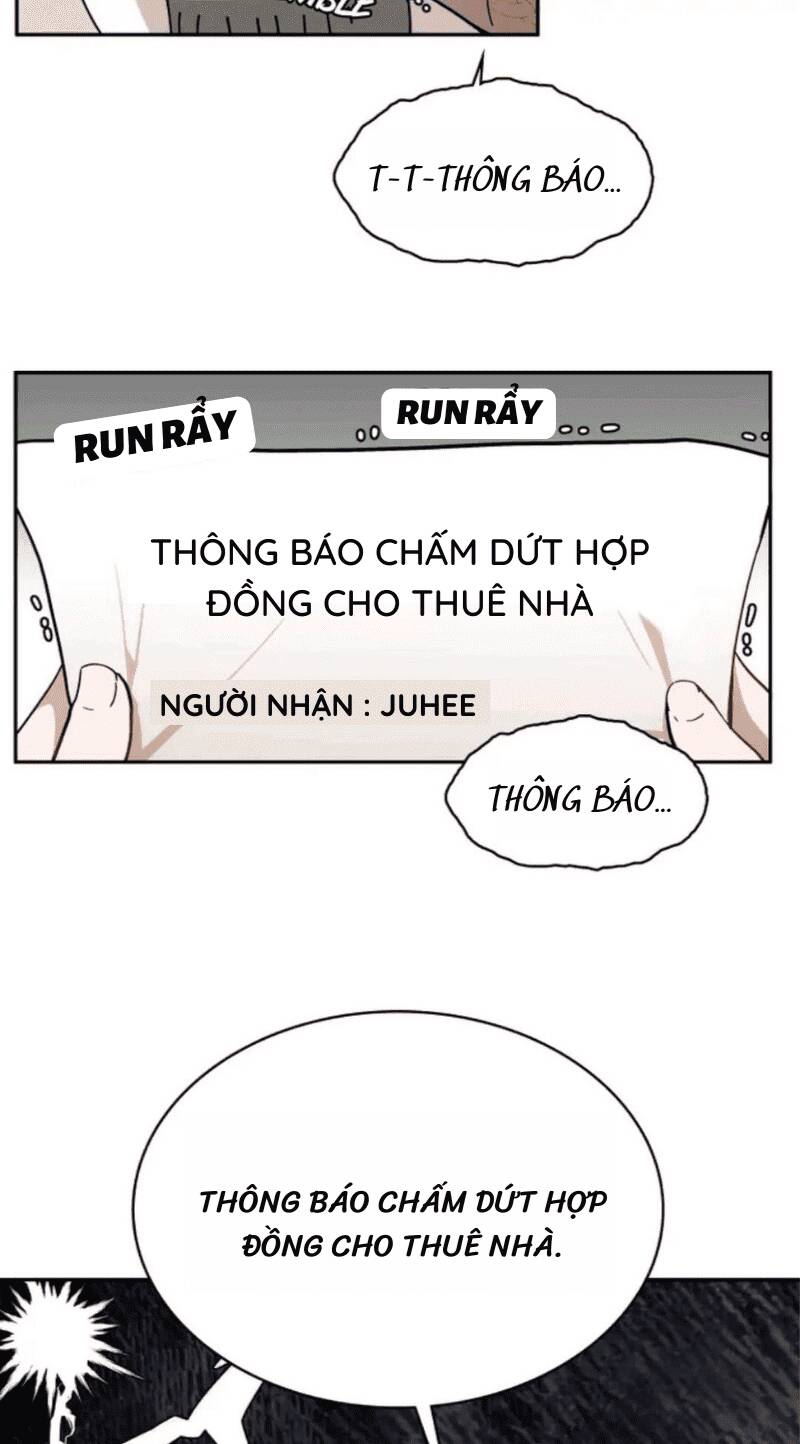 T-T-THÔNG BÁO...
RUN RẨY
RUN RẨY
THÔNG BÁO CHẤM DỨT HỢP
ĐỒNG CHO THUÊ NHÀ
NGƯỜI NHẬN : JUHEE
THÔNG BÁO...
THÔNG BÁO CHẤM DỨT HỢP
ĐỒNG CHO THUÊ NHÀ.